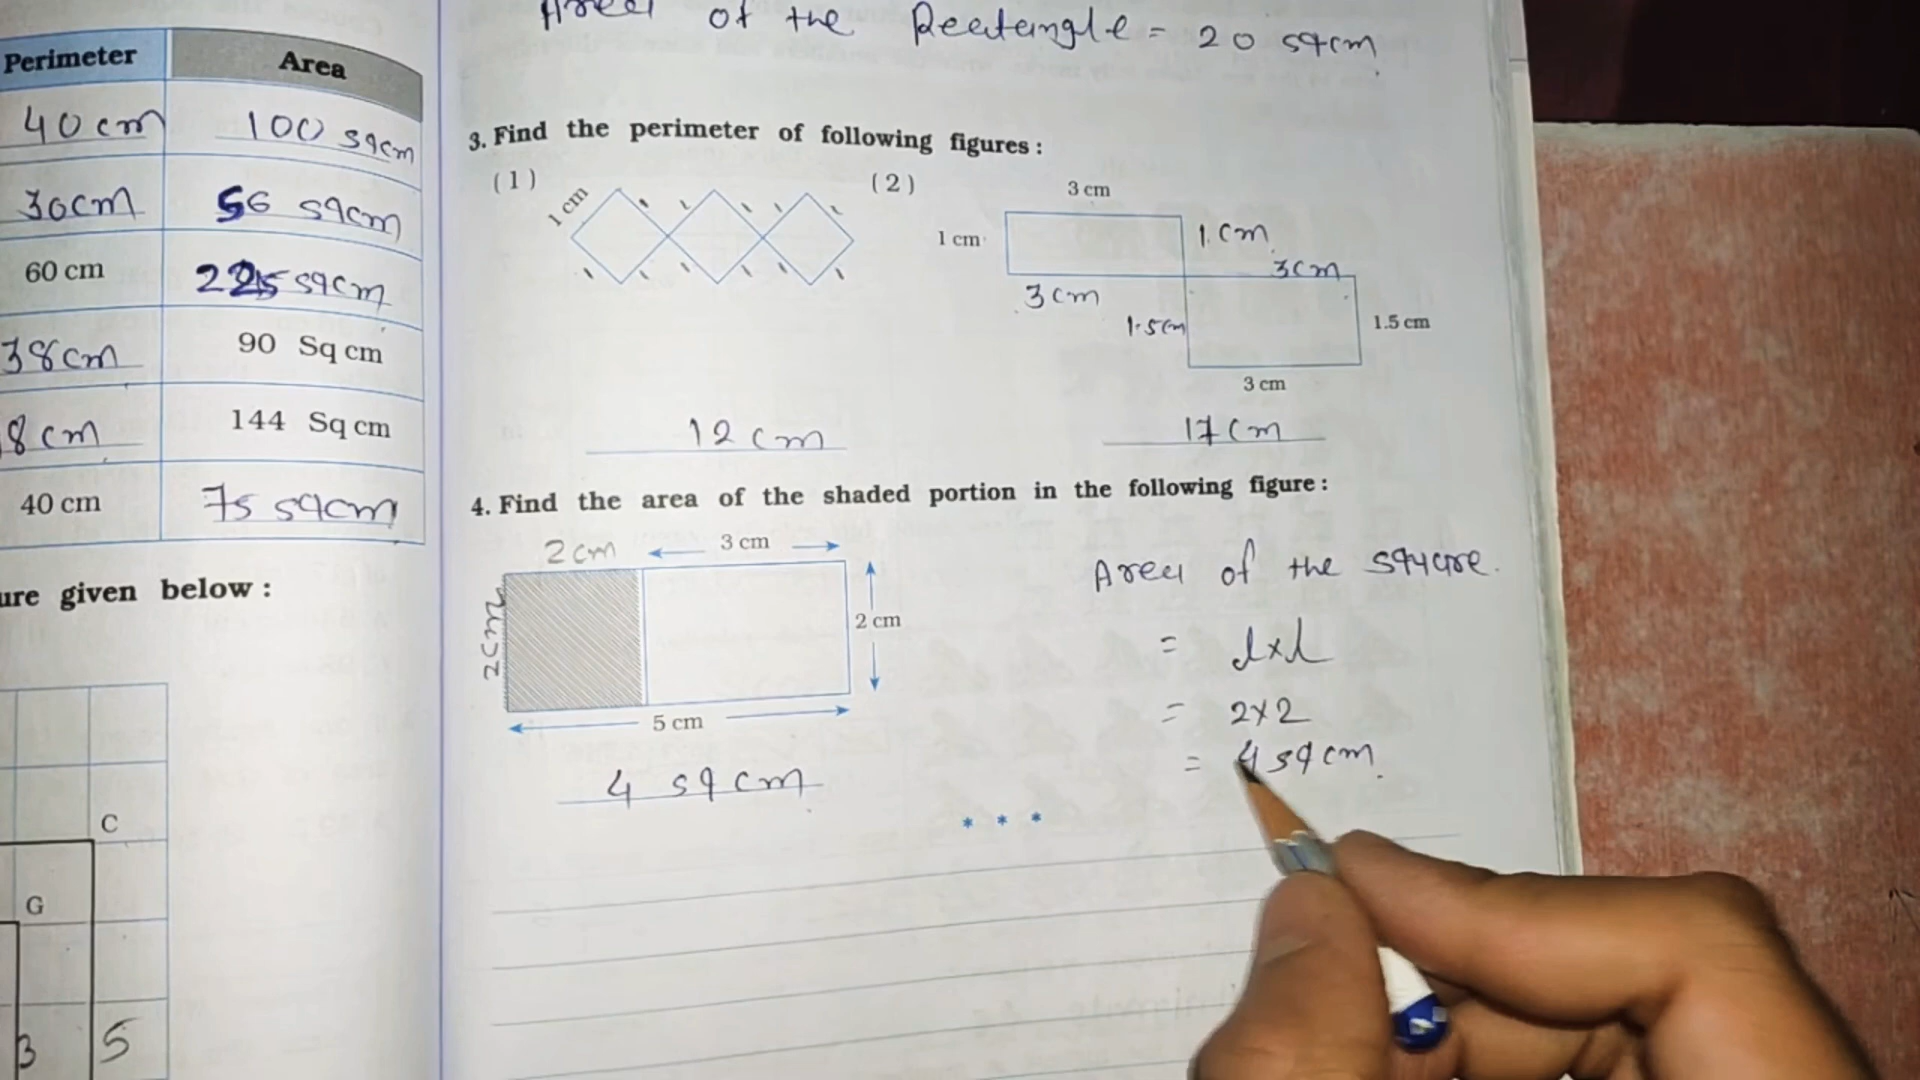 Perimeter Area
40 cm 100 sqcm
30cm 56 sqcm
60 cm 225 sqcm
38cm 90 Sq cm
8 cm 144 Sq cm
40 cm 75 sqcm
ure given below :
C
G
3 5
Area of the Rectangle = 20 sqcm
3. Find the perimeter of following figures :
(1)
1 cm
12 cm
(2)
3 cm
1 cm
1 cm
3cm
3 cm
1.5cm
1.5 cm
3 cm
17cm
4. Find the area of the shaded portion in the following figure :
2cm
3 cm
2cm
2 cm
5 cm
4 sq cm
Area of the square.
= l×l
= 2×2
= 4 sq cm.
* * *